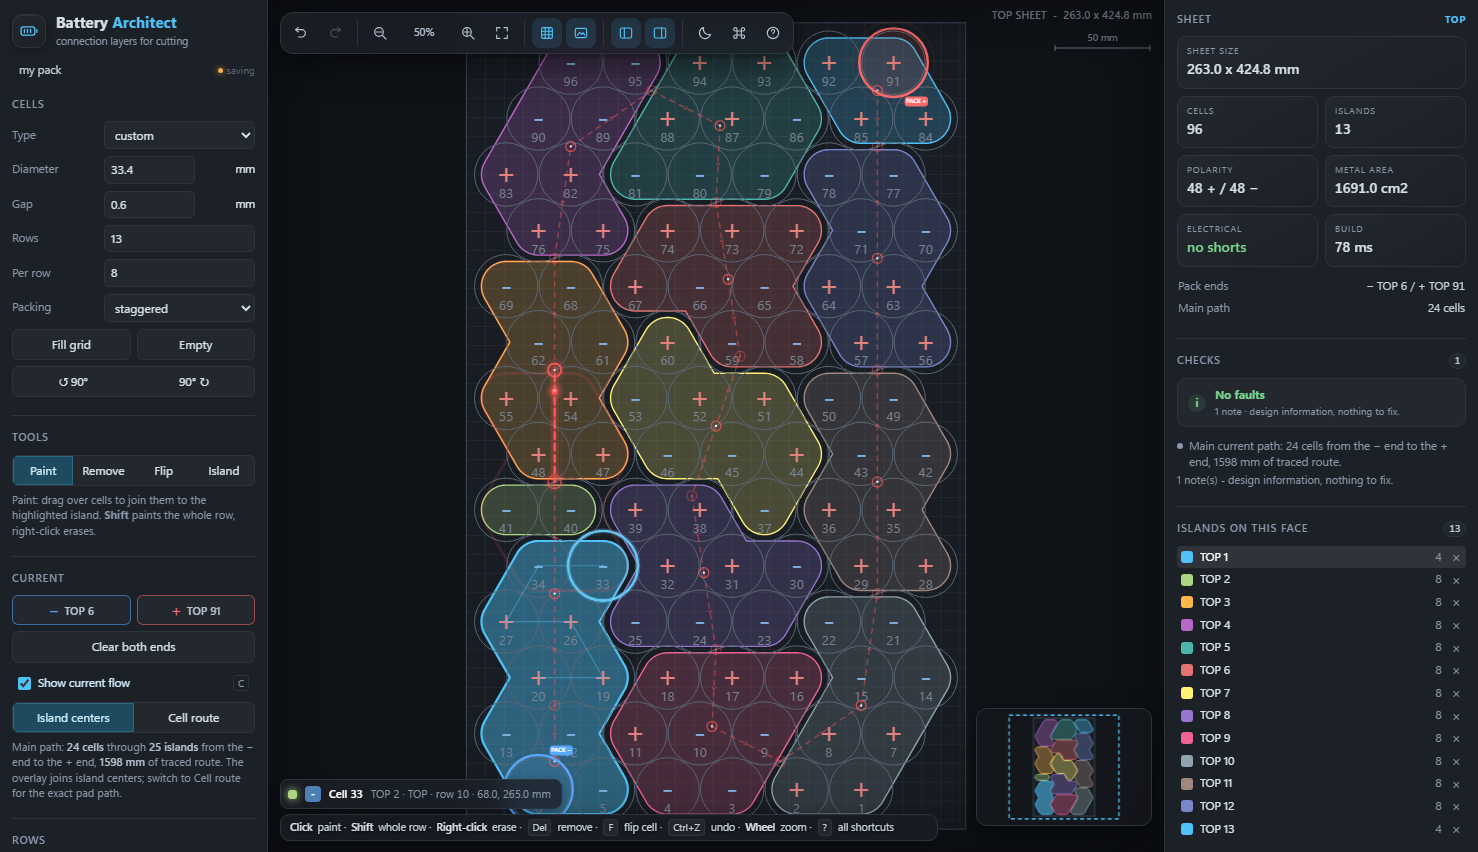 Battery Architect
connection layers for cutting
my pack
saving
CELLS
Type
custom
Diameter
33.4
mm
Gap
0.6
mm
Rows
13
Per row
8
Packing
staggered
Fill grid
Empty
↺ 90°
90° ↻
TOOLS
Paint
Remove
Flip
Island
Paint: drag over cells to join them to the
highlighted island. Shift paints the whole row,
right-click erases.
CURRENT
− TOP 6
+ TOP 91
Clear both ends
Show current flow
C
Island centers
Cell route
Main path: 24 cells through 25 islands from the −
end to the + end, 1598 mm of traced route. The
overlay joins island centers; switch to Cell route
for the exact pad path.
ROWS
50%
TOP SHEET - 263.0 x 424.8 mm
50 mm
96 95 94 93 92 91
PACK +
90 89 88 87 86 85 84
83 82 81 80 79 78 77
76 75 74 73 72 71 70
69 68 67 66 65 64 63
62 61 60 59 58 57 56
55 54 53 52 51 50 49
48 47 46 45 44 43 42
41 40 39 38 37 36 35
34 33 32 31 30 29 28
27 26 25 24 23 22 21
20 19 18 17 16 15 14
13 11 10 9 8 7
PACK −
5 4 3 2 1
- Cell 33 TOP 2 · TOP · row 10 · 68.0, 265.0 mm
Click paint · Shift whole row · Right-click erase · Del remove · F flip cell · Ctrl+Z undo · Wheel zoom · ? all shortcuts
SHEET
TOP
SHEET SIZE
263.0 x 424.8 mm
CELLS
96
ISLANDS
13
POLARITY
48 + / 48 −
METAL AREA
1691.0 cm2
ELECTRICAL
no shorts
BUILD
78 ms
Pack ends
− TOP 6 / + TOP 91
Main path
24 cells
CHECKS
1
No faults
1 note · design information, nothing to fix.
Main current path: 24 cells from the − end to the +
end, 1598 mm of traced route.
1 note(s) - design information, nothing to fix.
ISLANDS ON THIS FACE
13
TOP 1 4 ×
TOP 2 8 ×
TOP 3 8 ×
TOP 4 8 ×
TOP 5 8 ×
TOP 6 8 ×
TOP 7 8 ×
TOP 8 8 ×
TOP 9 8 ×
TOP 10 8 ×
TOP 11 8 ×
TOP 12 8 ×
TOP 13 8 ×